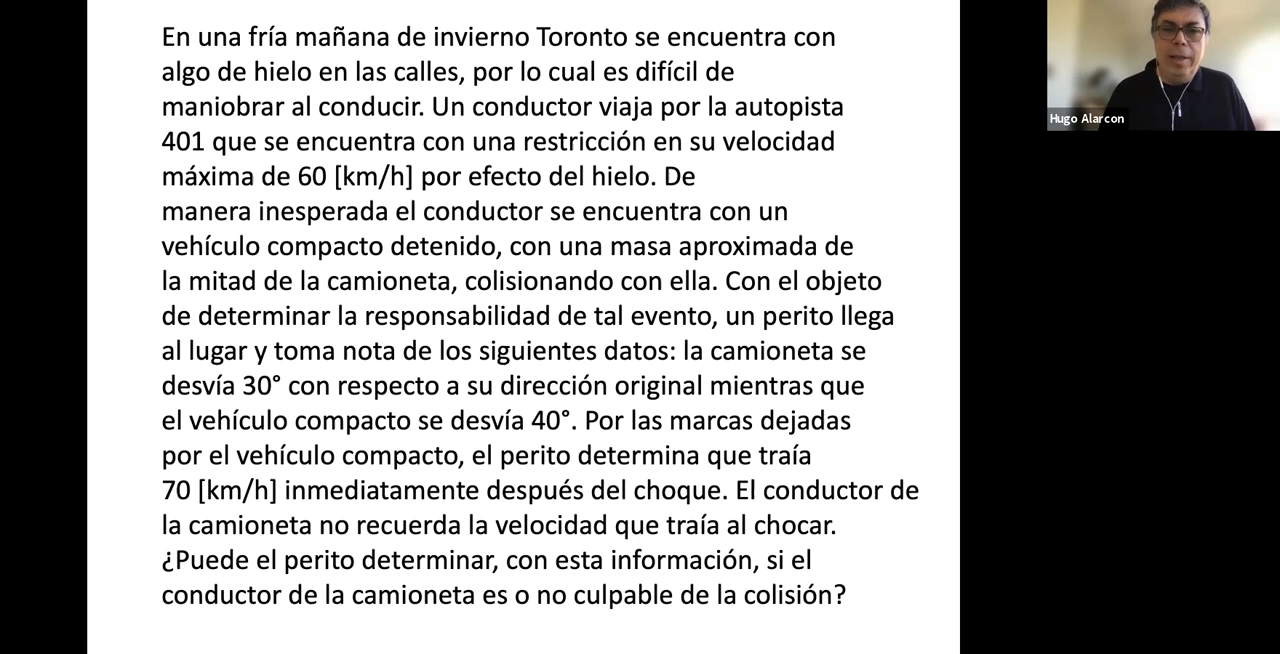 En una fría mañana de invierno Toronto se encuentra con
algo de hielo en las calles, por lo cual es difícil de
maniobrar al conducir. Un conductor viaja por la autopista
401 que se encuentra con una restricción en su velocidad
máxima de 60 [km/h] por efecto del hielo. De
manera inesperada el conductor se encuentra con un
vehículo compacto detenido, con una masa aproximada de
la mitad de la camioneta, colisionando con ella. Con el objeto
de determinar la responsabilidad de tal evento, un perito llega
al lugar y toma nota de los siguientes datos: la camioneta se
desvía 30° con respecto a su dirección original mientras que
el vehículo compacto se desvía 40°. Por las marcas dejadas
por el vehículo compacto, el perito determina que traía
70 [km/h] inmediatamente después del choque. El conductor de
la camioneta no recuerda la velocidad que traía al chocar.
¿Puede el perito determinar, con esta información, si el
conductor de la camioneta es o no culpable de la colisión?
Hugo Alarcon